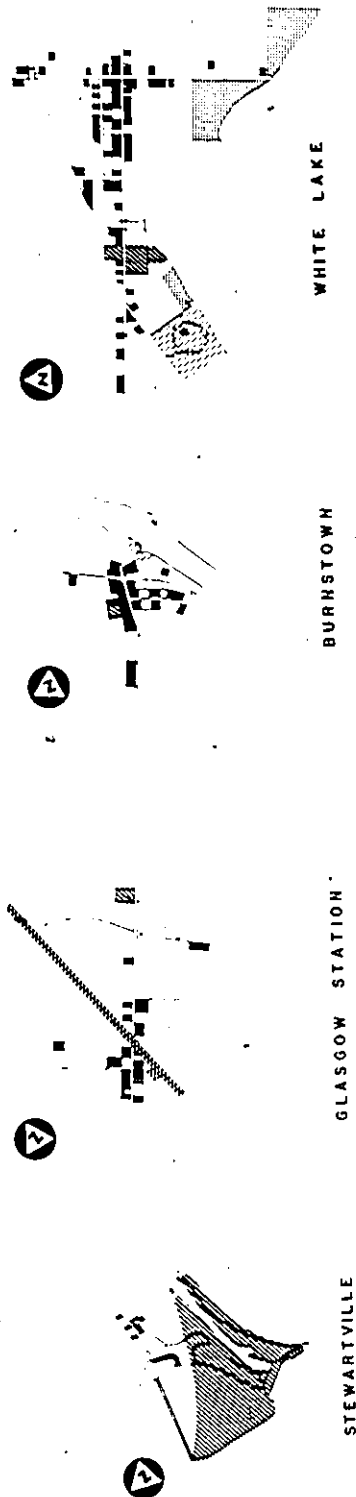 STEWARTVILLE
GLASGOW STATION
BURNSTOWN
WHITE LAKE
N
N
N
N